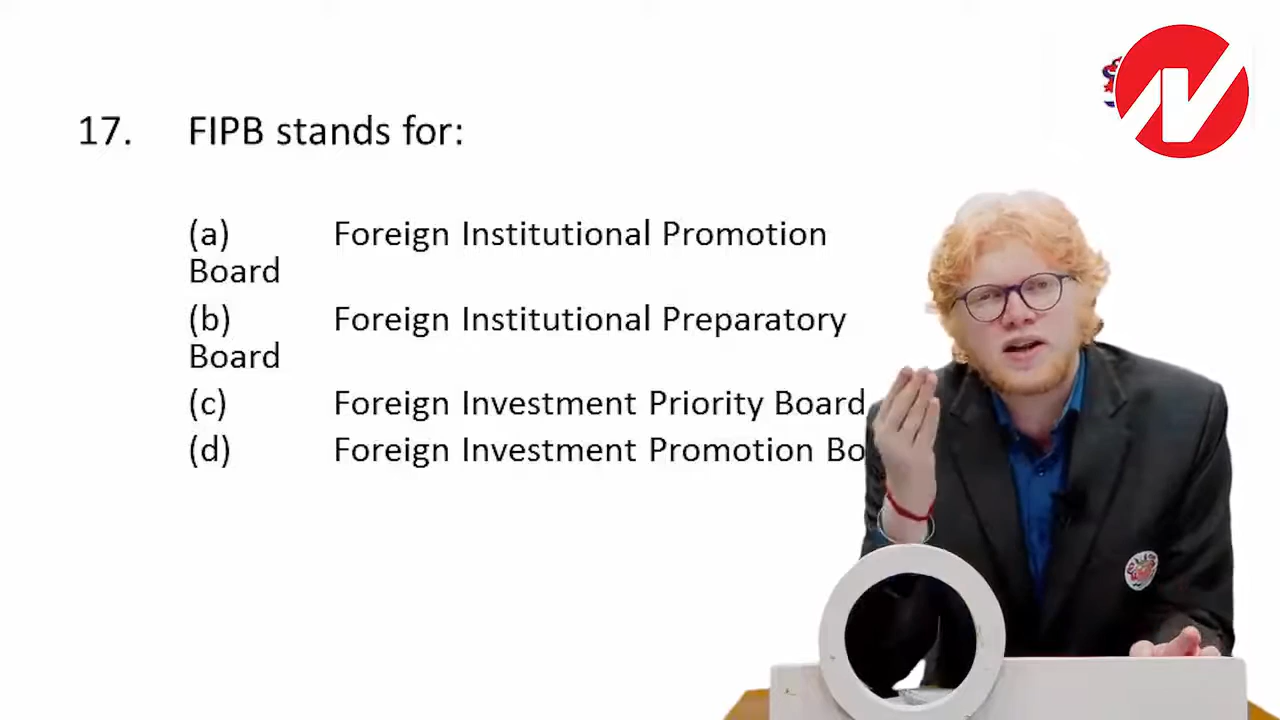 17. FIPB stands for:
(a) Foreign Institutional Promotion
Board
(b) Foreign Institutional Preparatory
Board
(c) Foreign Investment Priority Board
(d) Foreign Investment Promotion Bo